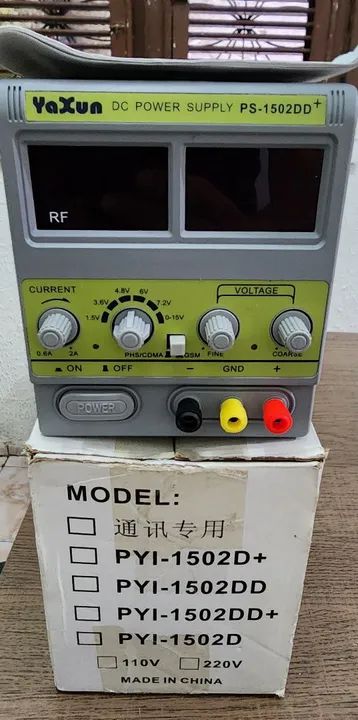 YaXun DC POWER SUPPLY PS-1502DD+
RF
CURRENT
1.5V 3.6V 4.8V 6V 7.2V 0-15V
VOLTAGE
0.6A 2A PHS/CDMA GSM FINE COARSE
ON OFF - GND +
POWER
MODEL:
通讯专用
PYI-1502D+
PYI-1502DD
PYI-1502DD+
PYI-1502D
110V 220V
MADE IN CHINA